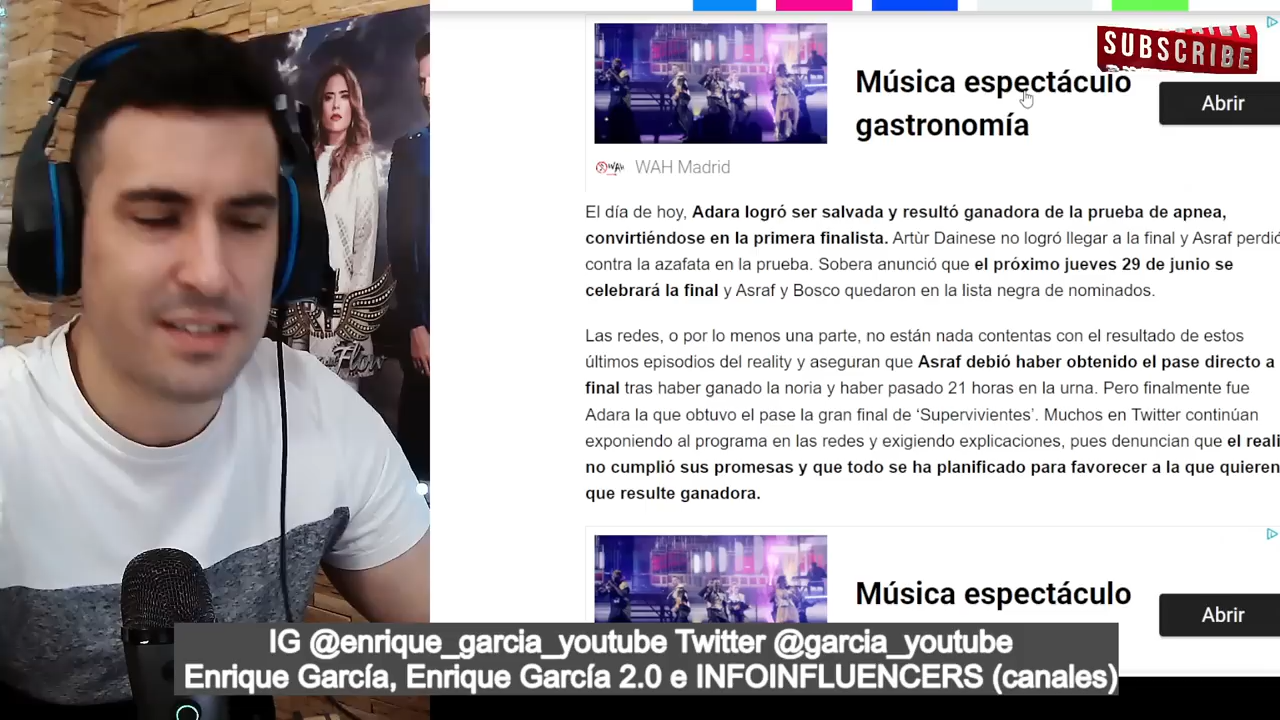 SUBSCRIBE
Música espectáculo
gastronomía
Abrir
WAH Madrid
El día de hoy, Adara logró ser salvada y resultó ganadora de la prueba de apnea,
convirtiéndose en la primera finalista. Artùr Dainese no logró llegar a la final y Asraf perdió
contra la azafata en la prueba. Sobera anunció que el próximo jueves 29 de junio se
celebrará la final y Asraf y Bosco quedaron en la lista negra de nominados.
Las redes, o por lo menos una parte, no están nada contentas con el resultado de estos
últimos episodios del reality y aseguran que Asraf debió haber obtenido el pase directo a
final tras haber ganado la noria y haber pasado 21 horas en la urna. Pero finalmente fue
Adara la que obtuvo el pase la gran final de ‘Supervivientes’. Muchos en Twitter continúan
exponiendo al programa en las redes y exigiendo explicaciones, pues denuncian que el reali
no cumplió sus promesas y que todo se ha planificado para favorecer a la que quieren
que resulte ganadora.
Música espectáculo
Abrir
IG @enrique_garcia_youtube Twitter @garcia_youtube
Enrique García, Enrique García 2.0 e INFOINFLUENCERS (canales)